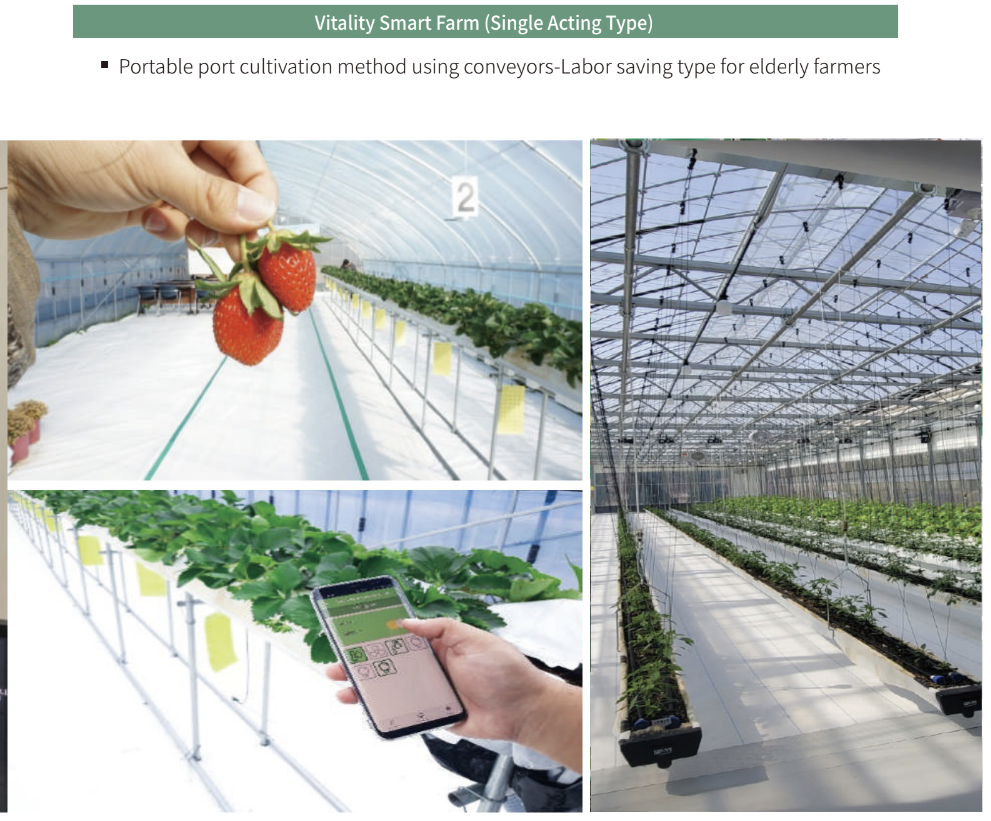 Vitality Smart Farm (Single Acting Type)
▪ Portable port cultivation method using conveyors-Labor saving type for elderly farmers
2